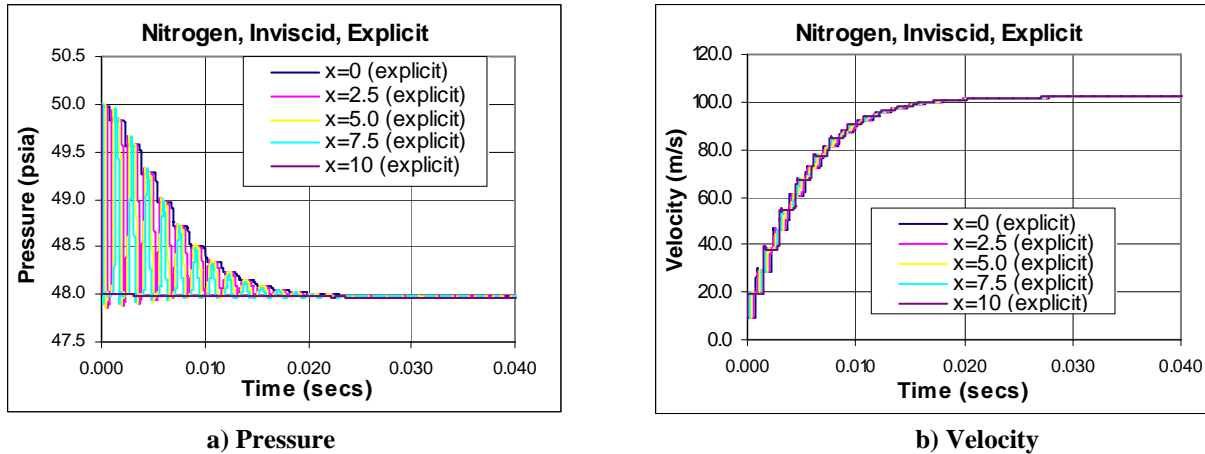 Nitrogen, Inviscid, Explicit
50.5
50.0
49.5
49.0
48.5
48.0
47.5
Pressure (psia)
x=0 (explicit)
x=2.5 (explicit)
x=5.0 (explicit)
x=7.5 (explicit)
x=10 (explicit)
0.000 0.010 0.020 0.030 0.040
Time (secs)
a) Pressure
Nitrogen, Inviscid, Explicit
120.0
100.0
80.0
60.0
40.0
20.0
0.0
Velocity (m/s)
x=0 (explicit)
x=2.5 (explicit)
x=5.0 (explicit)
x=7.5 (explicit)
x=10 (explicit)
0.000 0.010 0.020 0.030 0.040
Time (secs)
b) Velocity